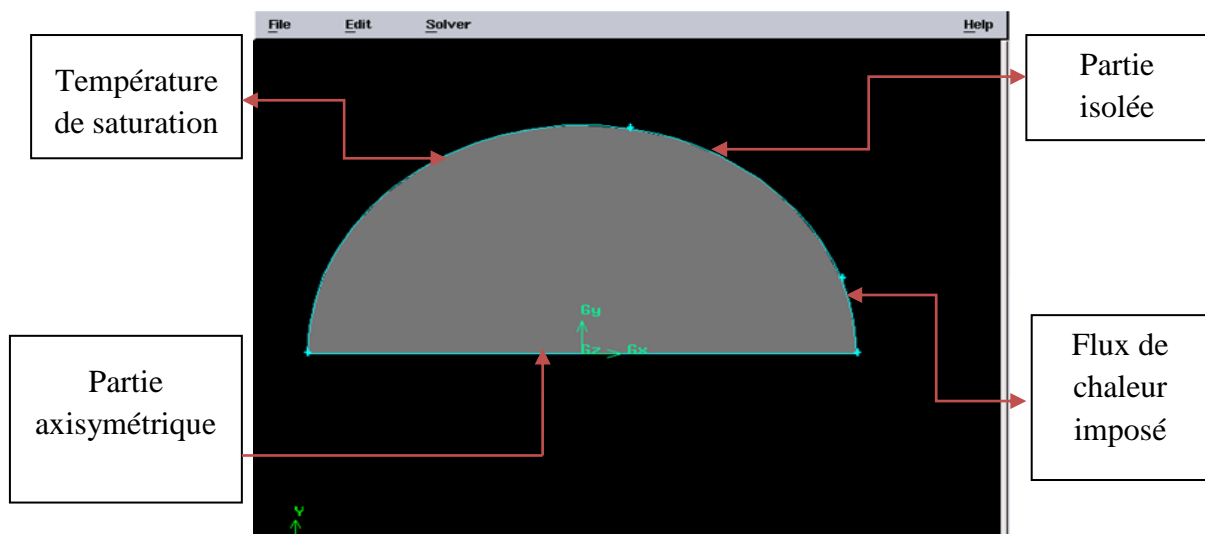 File Edit Solver Help
Température
de saturation
Partie
isolée
Gy
Gz Gx
Partie
axisymétrique
Flux de
chaleur
imposé
Y